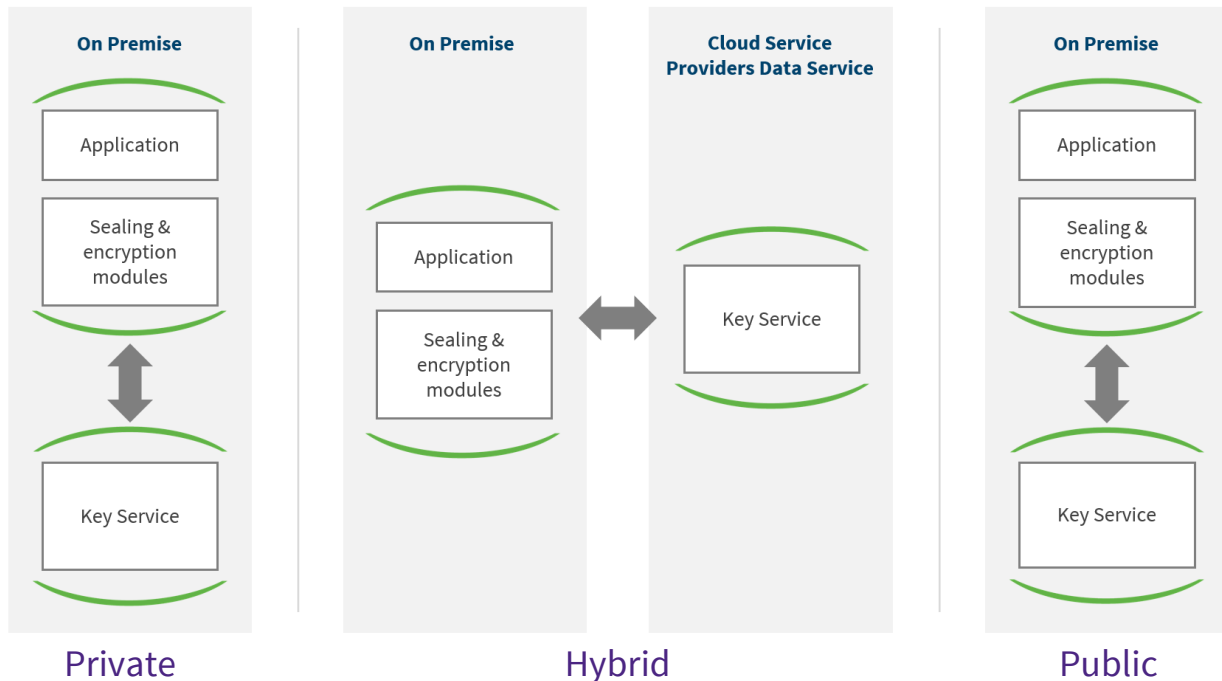 On Premise
Application
Sealing &
encryption
modules
Key Service
Private
On Premise
Application
Sealing &
encryption
modules
Cloud Service
Providers Data Service
Key Service
Hybrid
On Premise
Application
Sealing &
encryption
modules
Key Service
Public